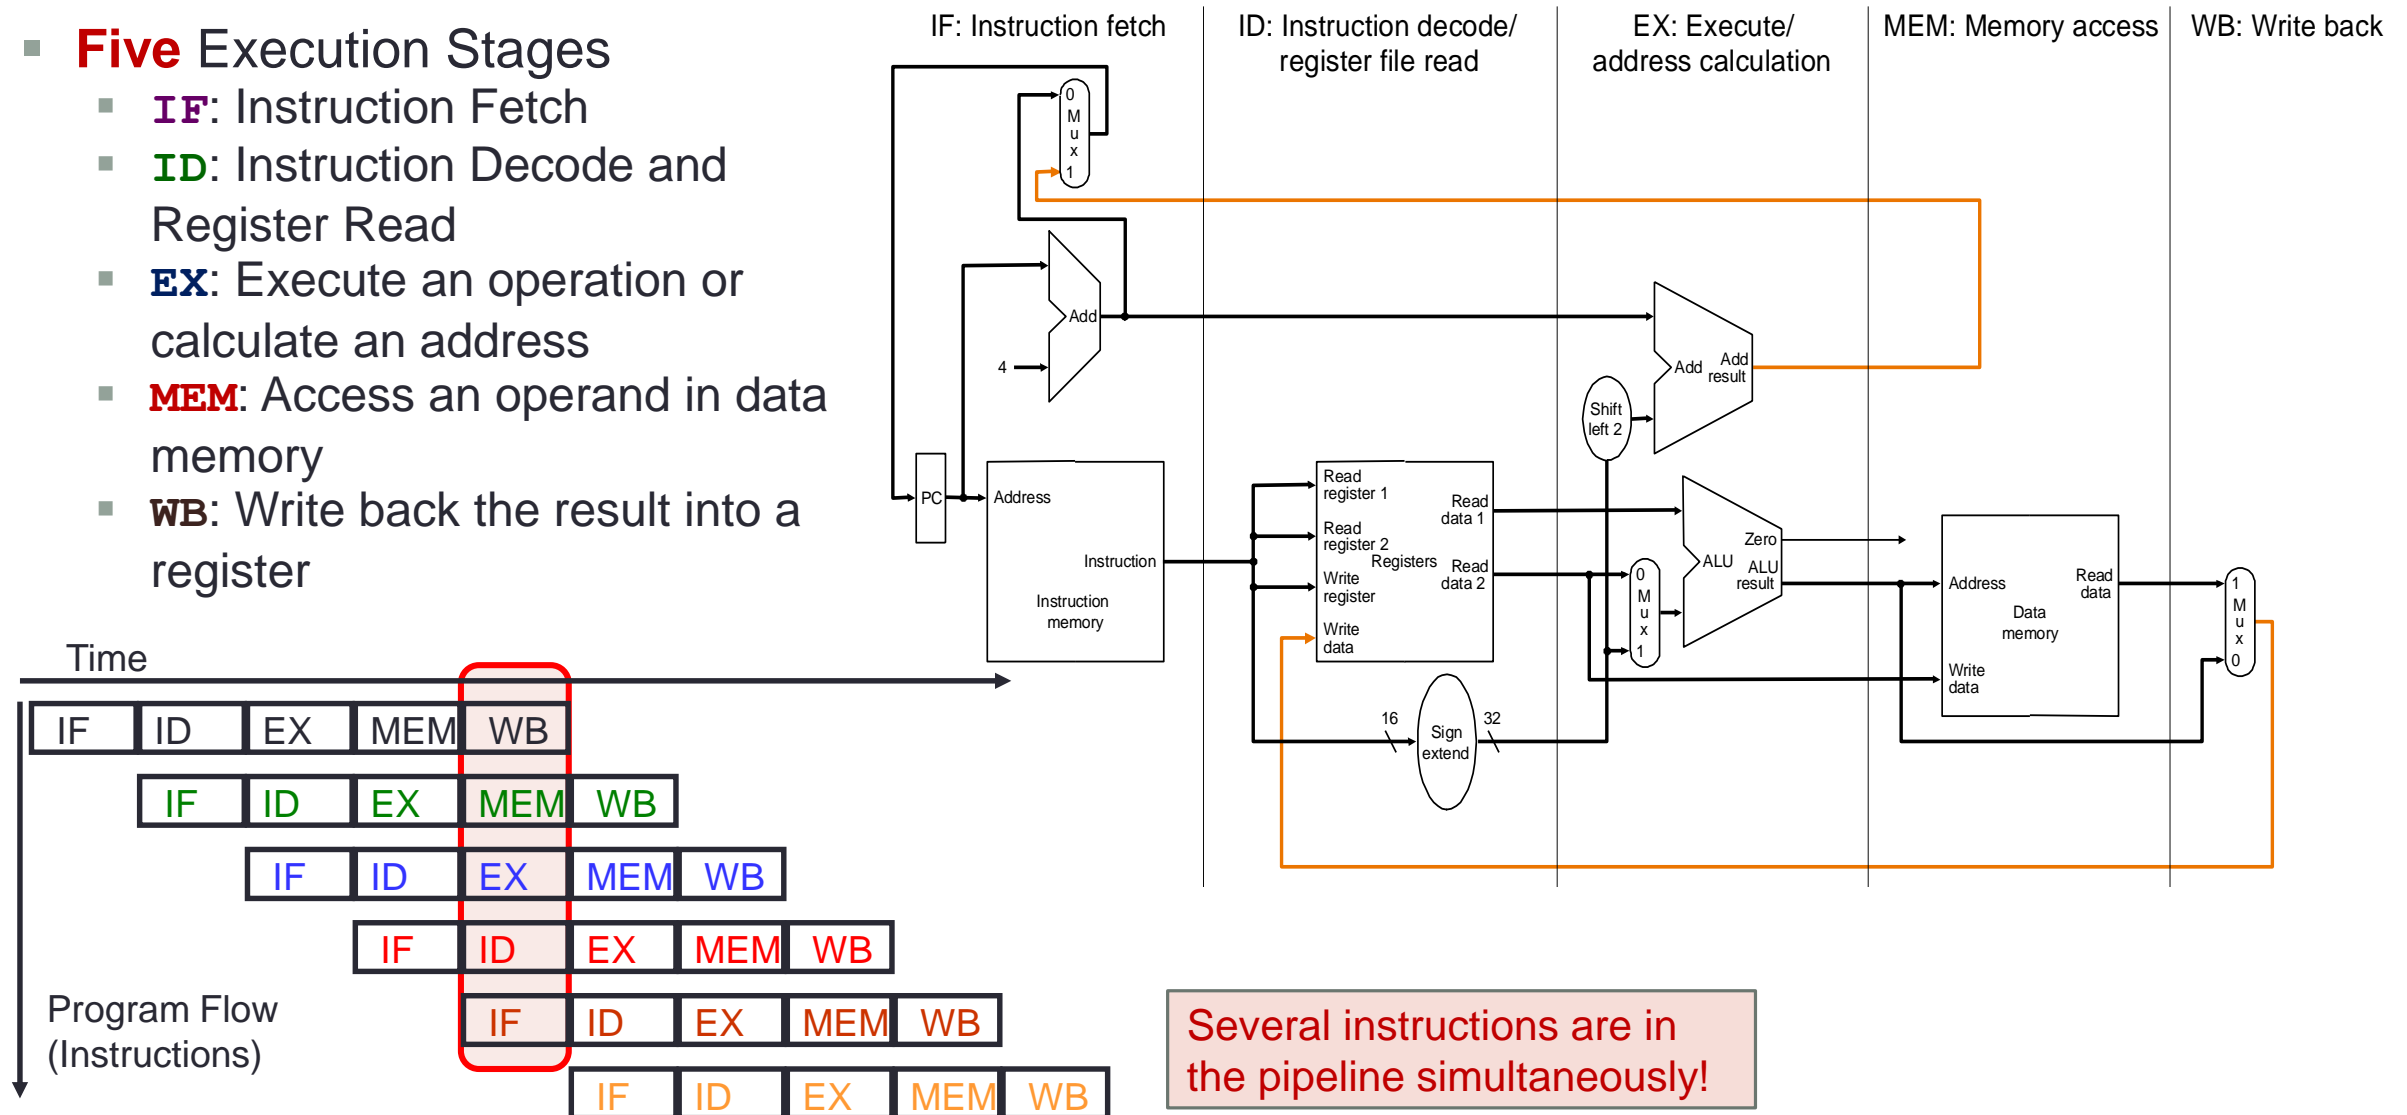 Five Execution Stages
IF: Instruction Fetch
ID: Instruction Decode and
Register Read
EX: Execute an operation or
calculate an address
MEM: Access an operand in data
memory
WB: Write back the result into a
register
Time
IF ID EX MEM WB
IF ID EX MEM WB
IF ID EX MEM WB
IF ID EX MEM WB
IF ID EX MEM WB
IF ID EX MEM WB
Program Flow
(Instructions)
IF: Instruction fetch
ID: Instruction decode/
register file read
EX: Execute/
address calculation
MEM: Memory access
WB: Write back
0
M
u
x
1
Add
4
PC
Address
Instruction
Instruction
memory
Read
register 1
Read
register 2
Registers
Write
register
Write
data
Read
data 1
Read
data 2
16
Sign
extend
32
Shift
left 2
Add
Add
result
0
M
u
x
1
Zero
ALU
ALU
result
Address
Read
data
Data
memory
Write
data
1
M
u
x
0
Several instructions are in
the pipeline simultaneously!